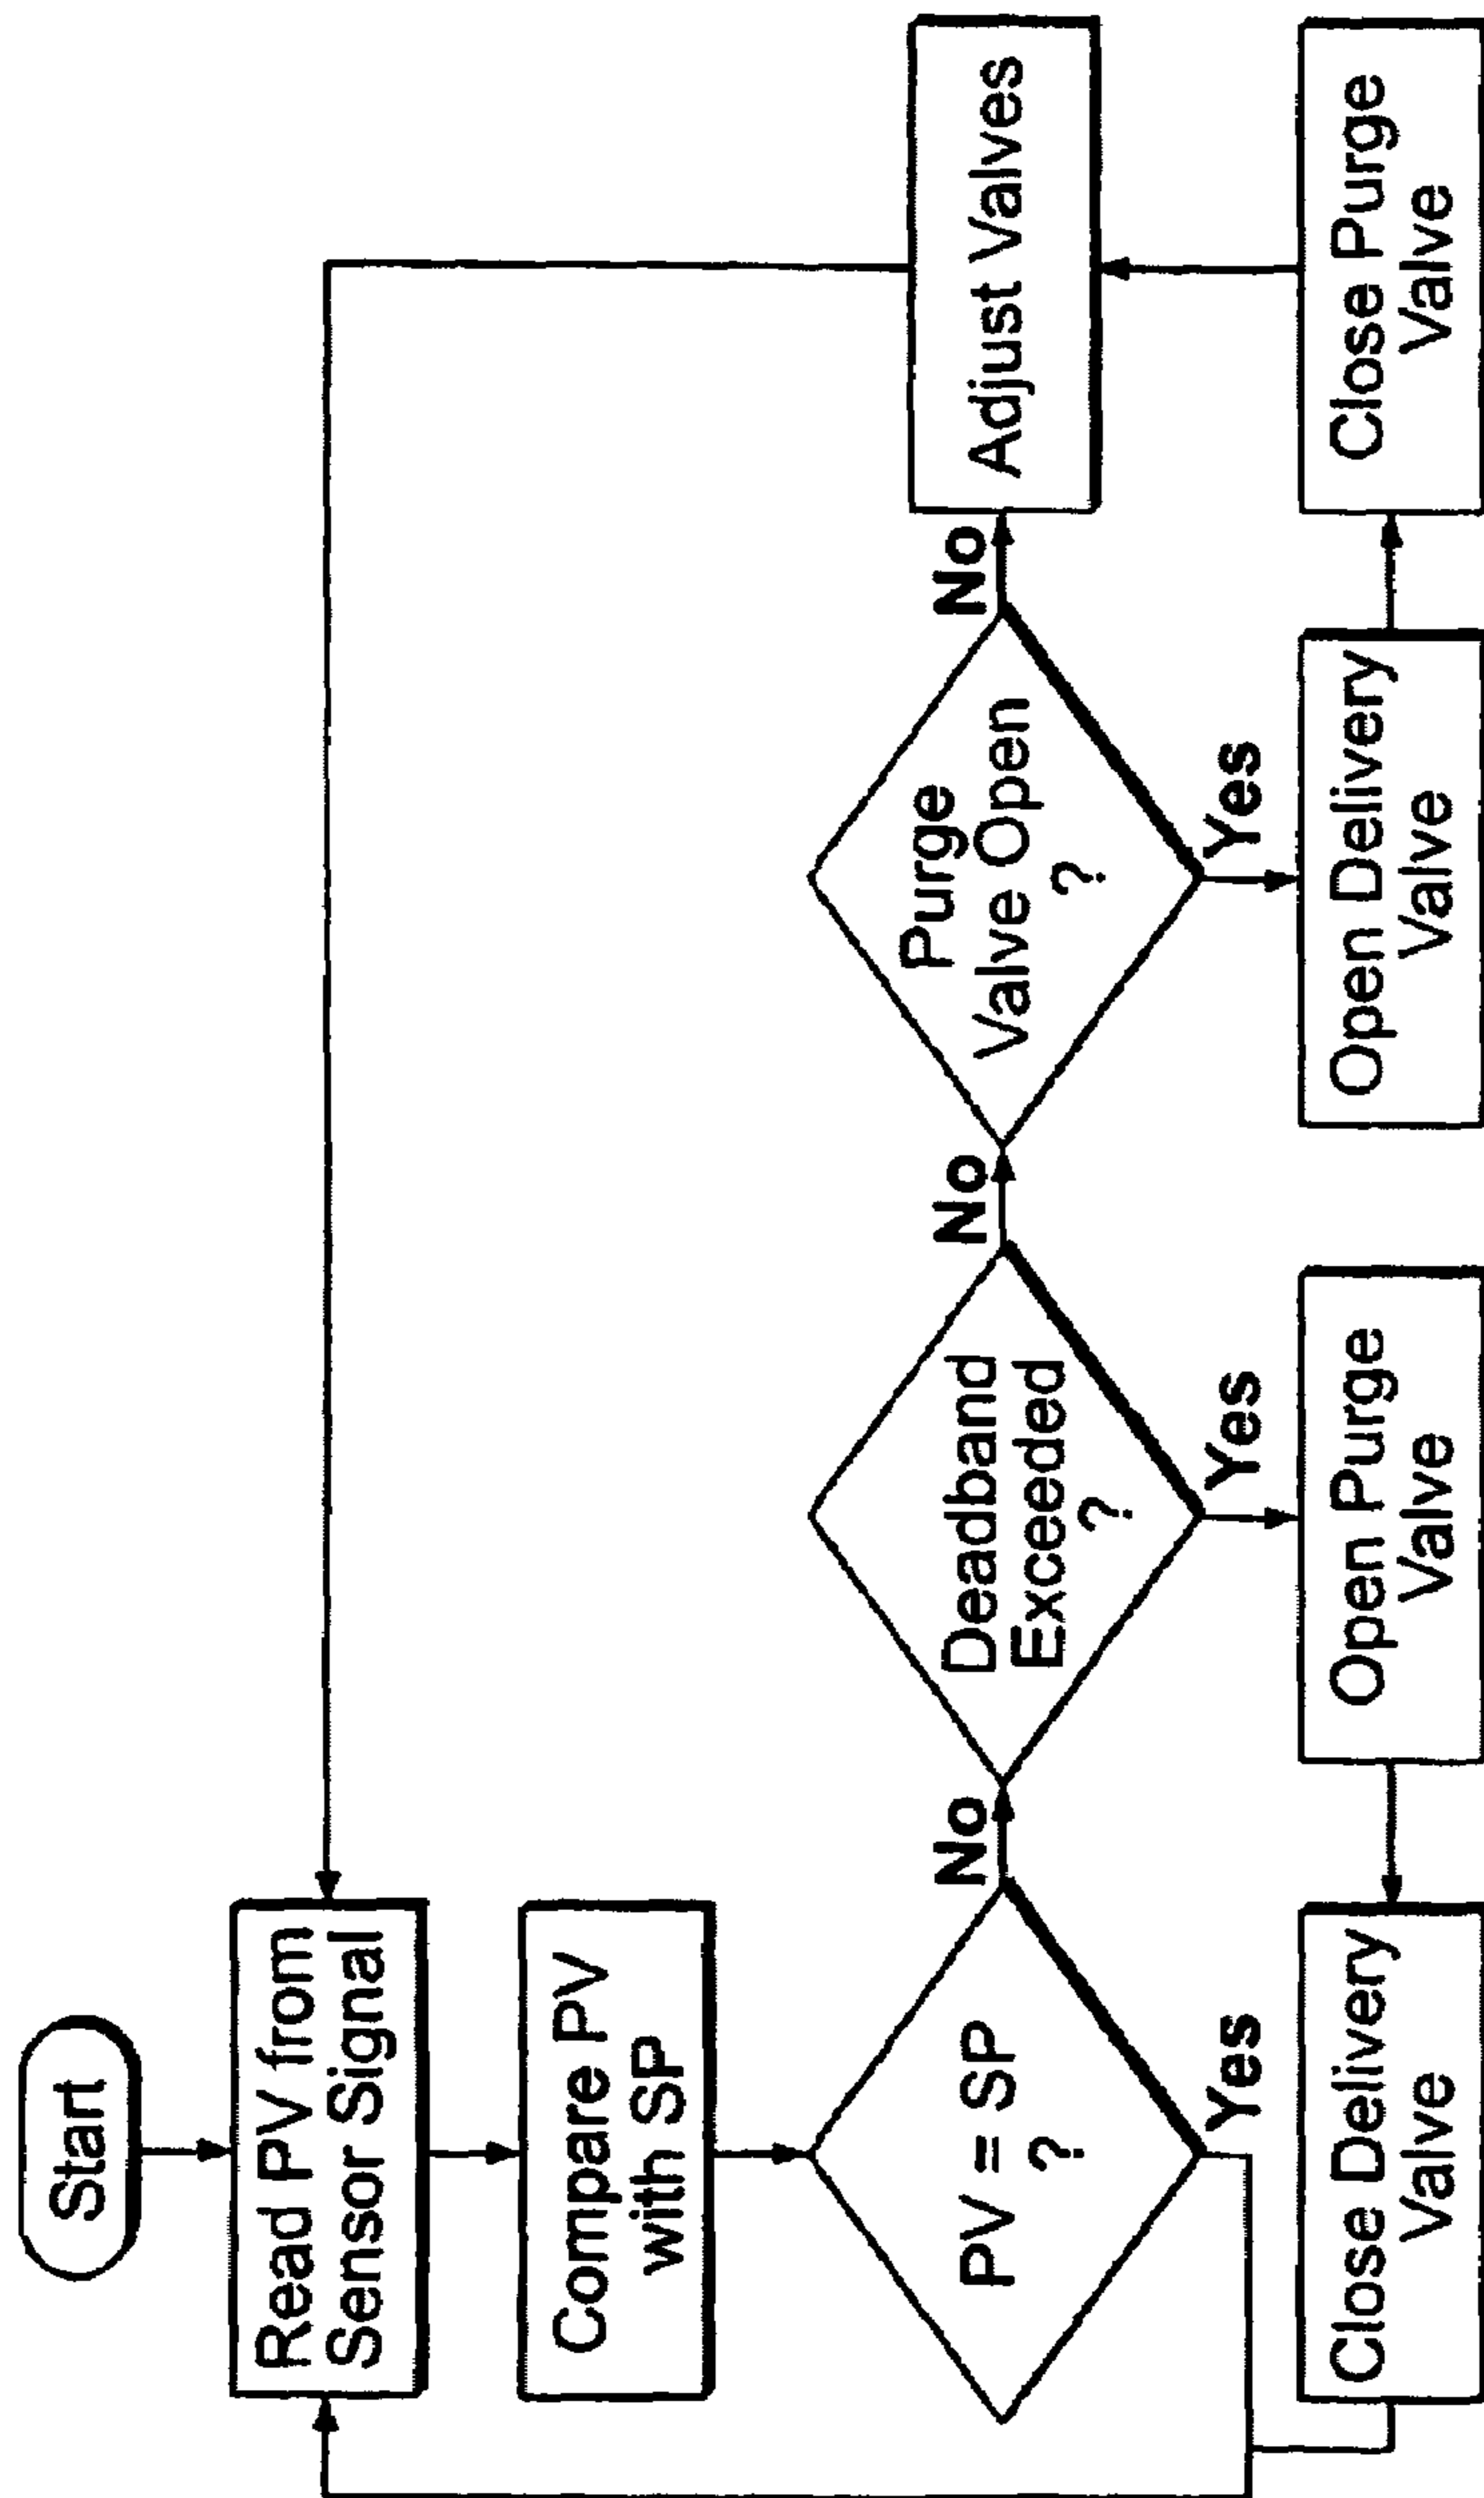 Start
Read PV from
Sensor Signal
Compare PV
with SP
PV = SP
?
Yes
No
Deadband
Exceeded
?
Yes
No
Purge
Valve Open
?
Yes
No
Adjust Valves
Close Delivery
Valve
Open Purge
Valve
Open Delivery
Valve
Close Purge
Valve